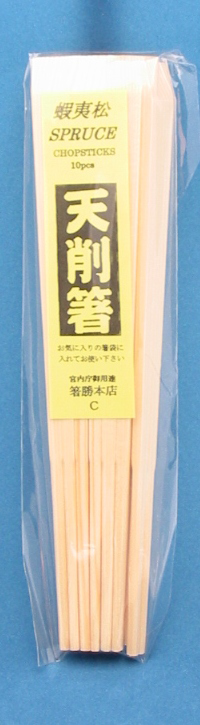 蝦夷松
SPRUCE
CHOPSTICKS
10pcs
天削箸
お気に入りの箸袋に
入れてお使い下さい
宮内庁御用達
箸勝本店
C